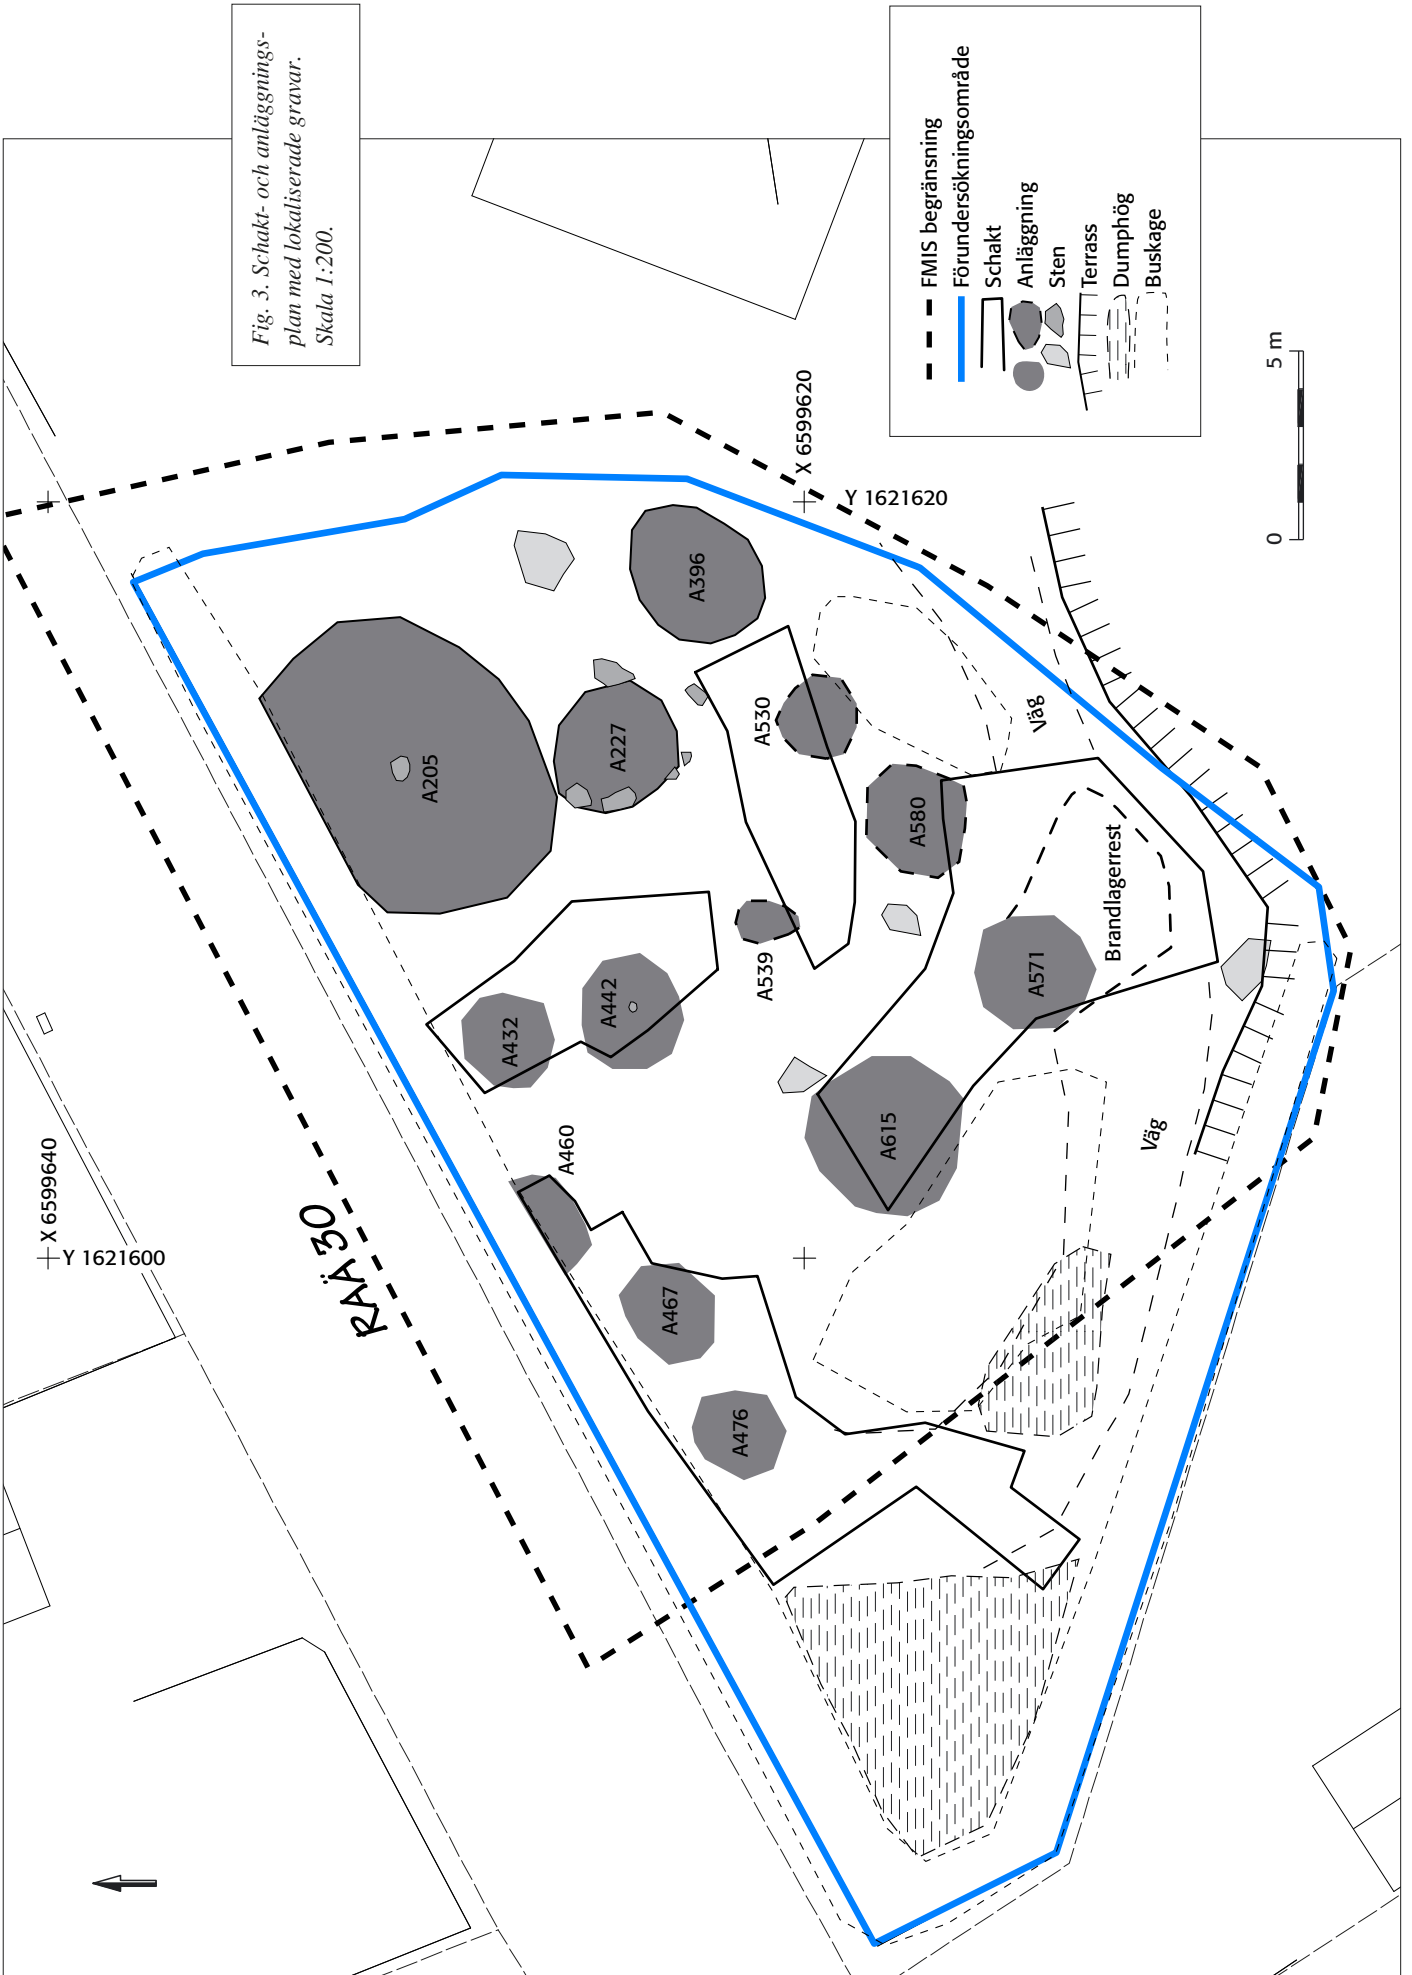 Fig. 3. Schakt- och anläggnings-
plan med lokaliserade gravar.
Skala 1:200.
FMIS begränsning
Förundersökningsområde
Schakt
Anläggning
Sten
Terrass
Dumphög
Buskage
0
5 m
X 6599640
Y 1621600
X 6599620
Y 1621620
RAÄ 30
A205
A227
A396
A432
A442
A460
A467
A476
A530
A539
A580
A571
A615
Brandlagerrest
Väg
Väg